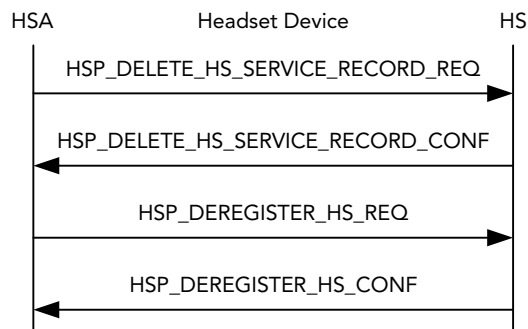 HSA Headset Device HS
HSP_DELETE_HS_SERVICE_RECORD_REQ
HSP_DELETE_HS_SERVICE_RECORD_CONF
HSP_DEREGISTER_HS_REQ
HSP_DEREGISTER_HS_CONF